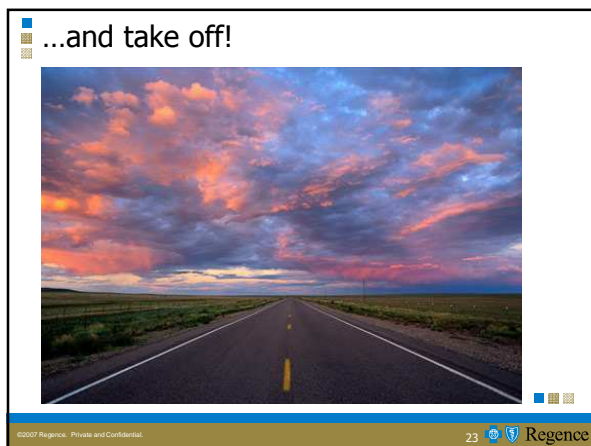 ...and take off!
©2007 Regence. Private and Confidential.
23
Regence